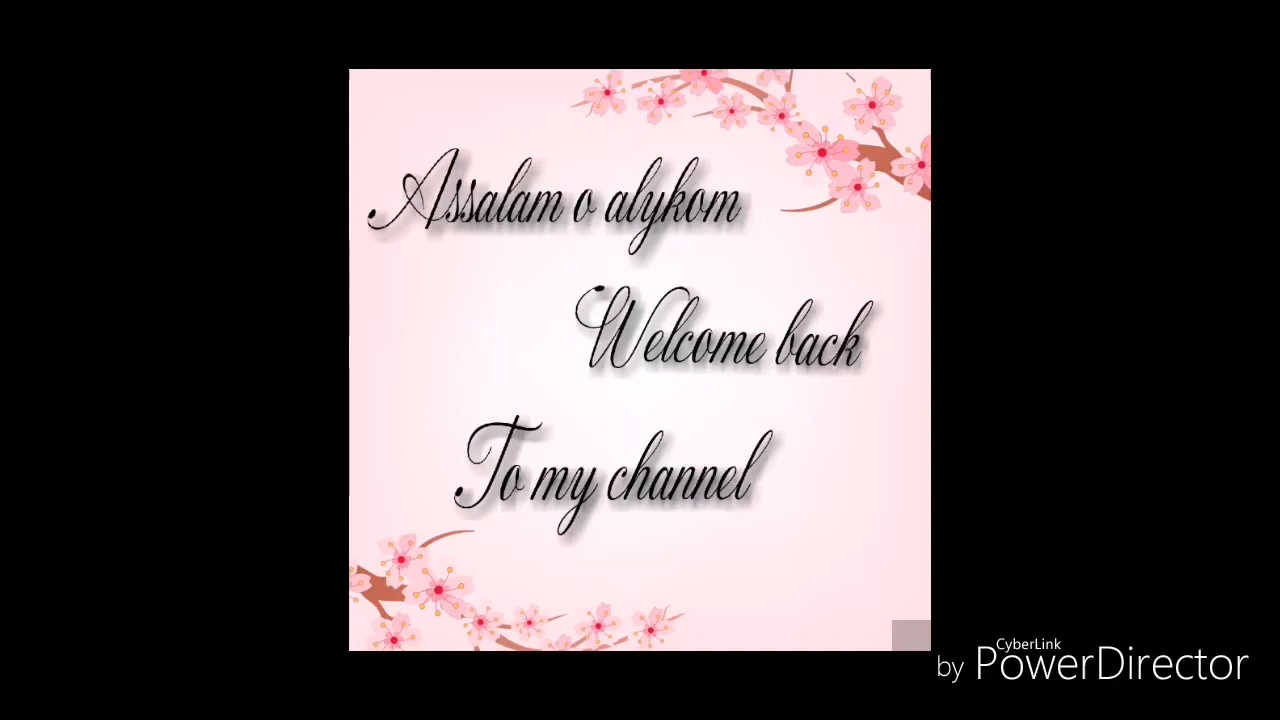 Assalam o alykom
Welcome back
To my channel
CyberLink
by PowerDirector